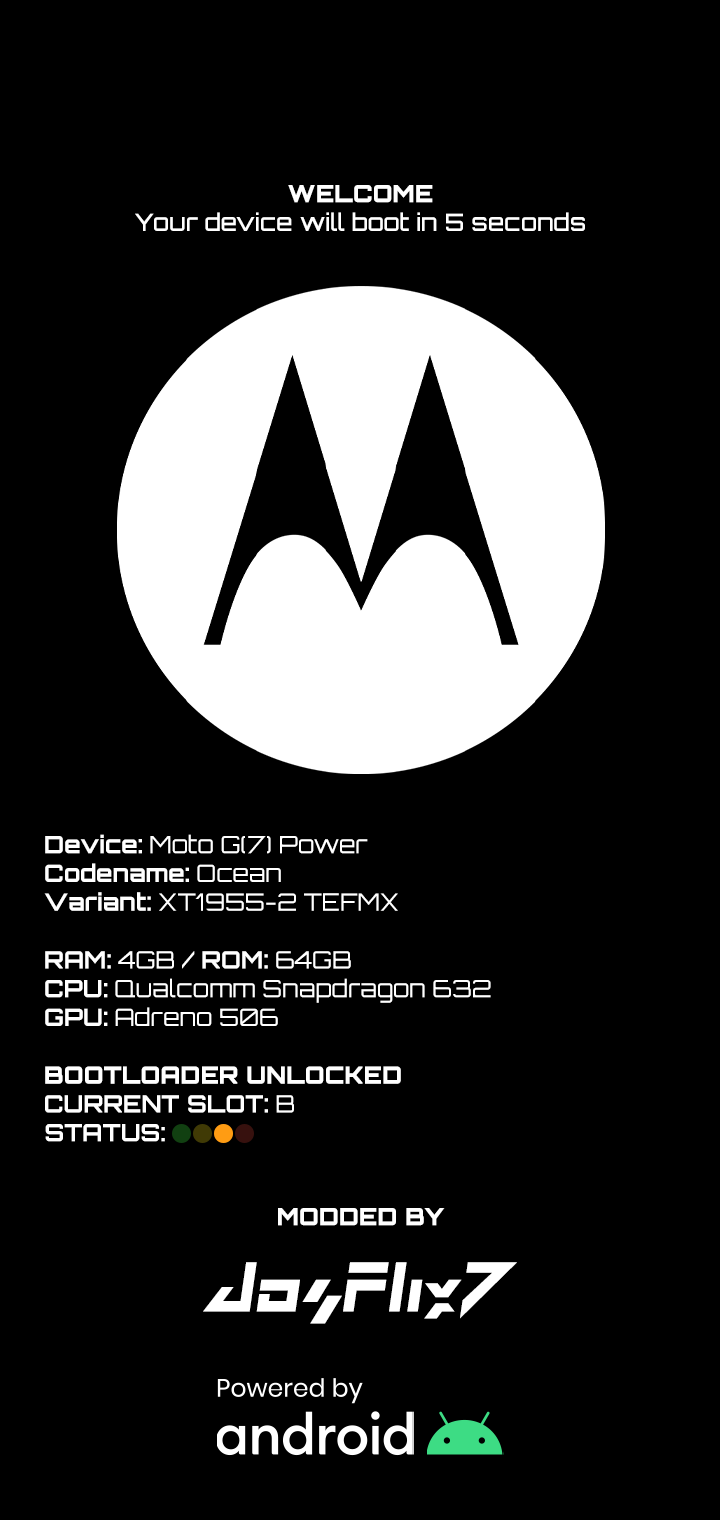 WELCOME
Your device will boot in 5 seconds
Device: Moto G(7) Power
Codename: Ocean
Variant: XT1955-2 TEFMX
RAM: 4GB / ROM: 64GB
CPU: Qualcomm Snapdragon 632
GPU: Adreno 506
BOOTLOADER UNLOCKED
CURRENT SLOT: B
STATUS:
MODDED BY
JasFlix7
Powered by
android